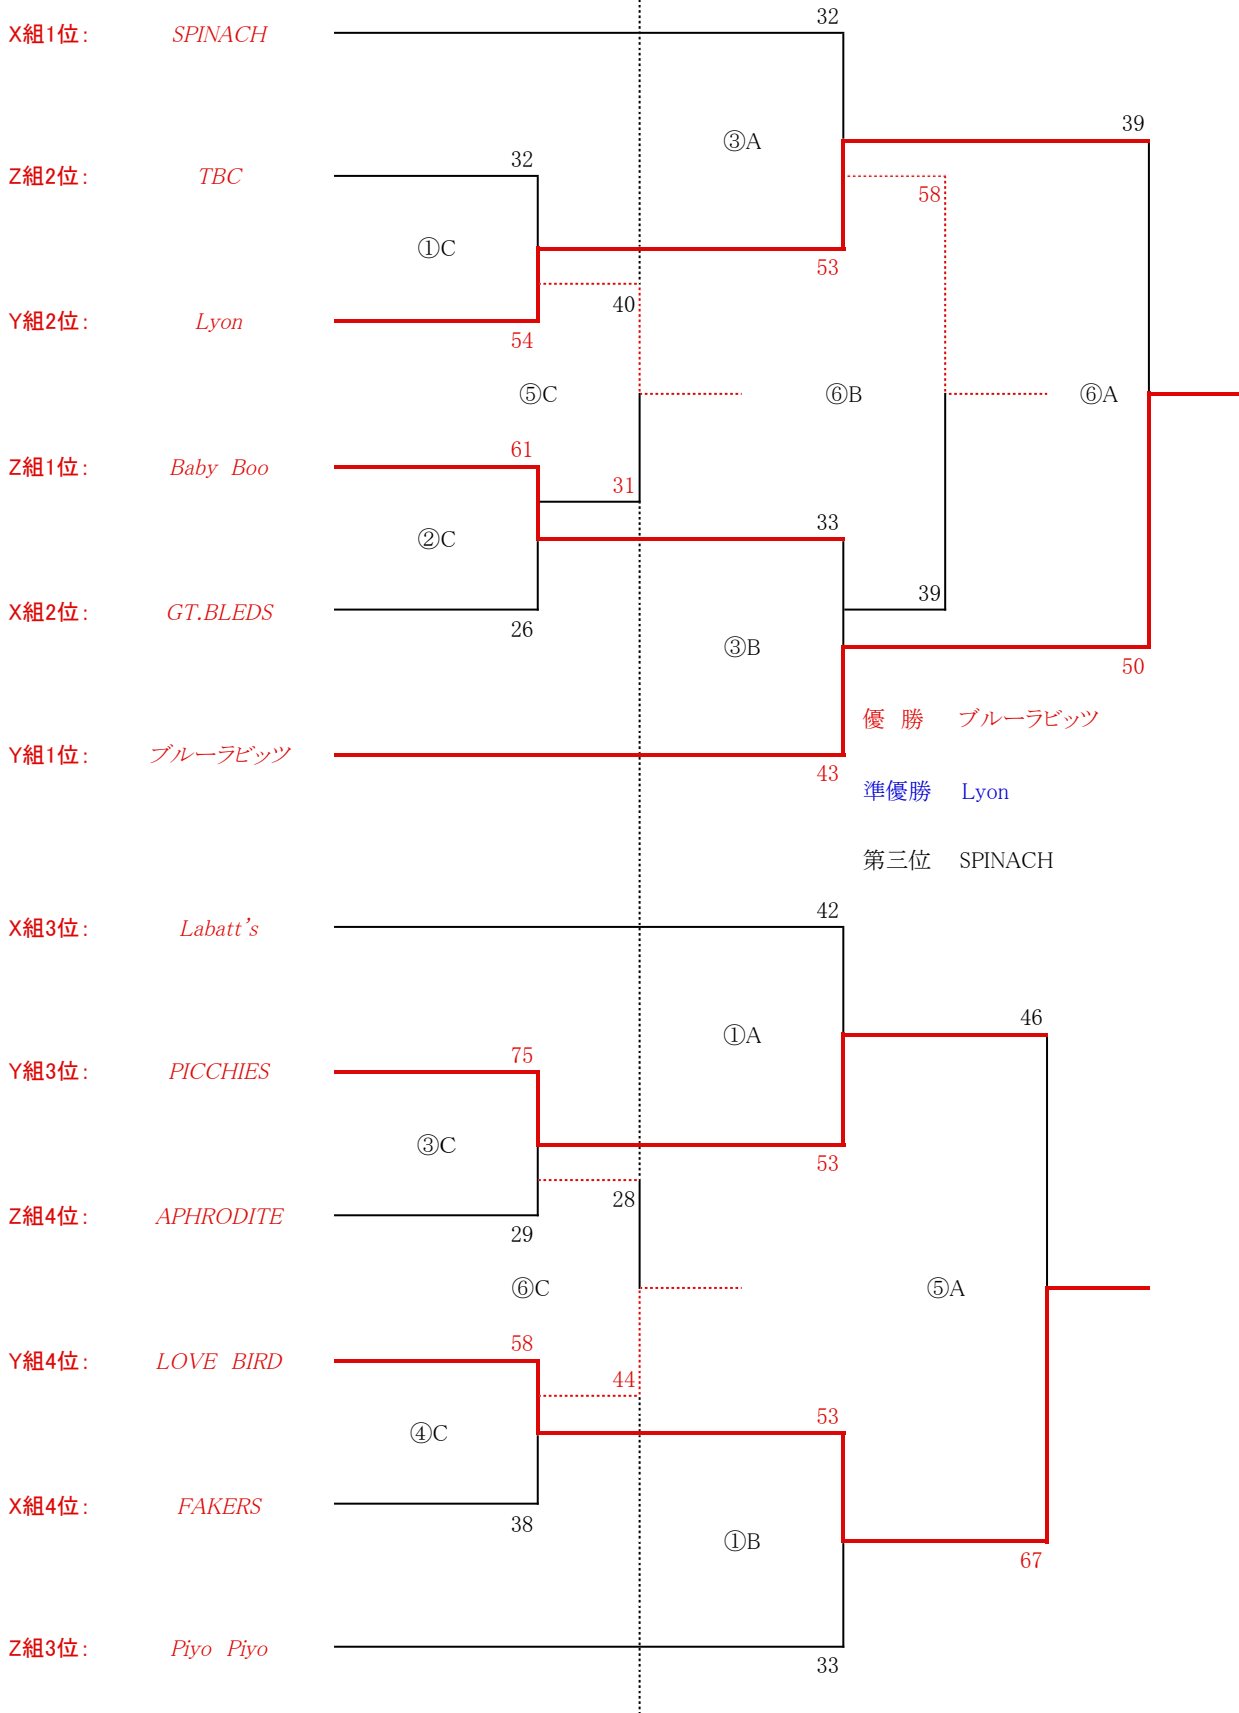 32
X組1位： SPINACH
39
③A
32
Z組2位： TBC
58
①C
53
40
Y組2位： Lyon
54
⑤C ⑥B ⑥A
61
Z組1位： Baby Boo
31
33
②C
39
X組2位： GT.BLEDS
26
③B
50
優 勝 ブルーラビッツ
Y組1位： ブルーラビッツ
43
準優勝 Lyon
第三位 SPINACH
42
X組3位： Labatt's
46
①A
75
Y組3位： PICCHIES
③C
53
28
Z組4位： APHRODITE
29
⑥C ⑤A
58
Y組4位： LOVE BIRD
44
53
④C
X組4位： FAKERS
38
①B
67
Z組3位： Piyo Piyo
33